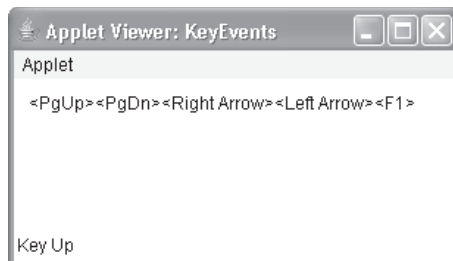 Applet Viewer: KeyEvents
Applet
<PgUp><PgDn><Right Arrow><Left Arrow><F1>
Key Up